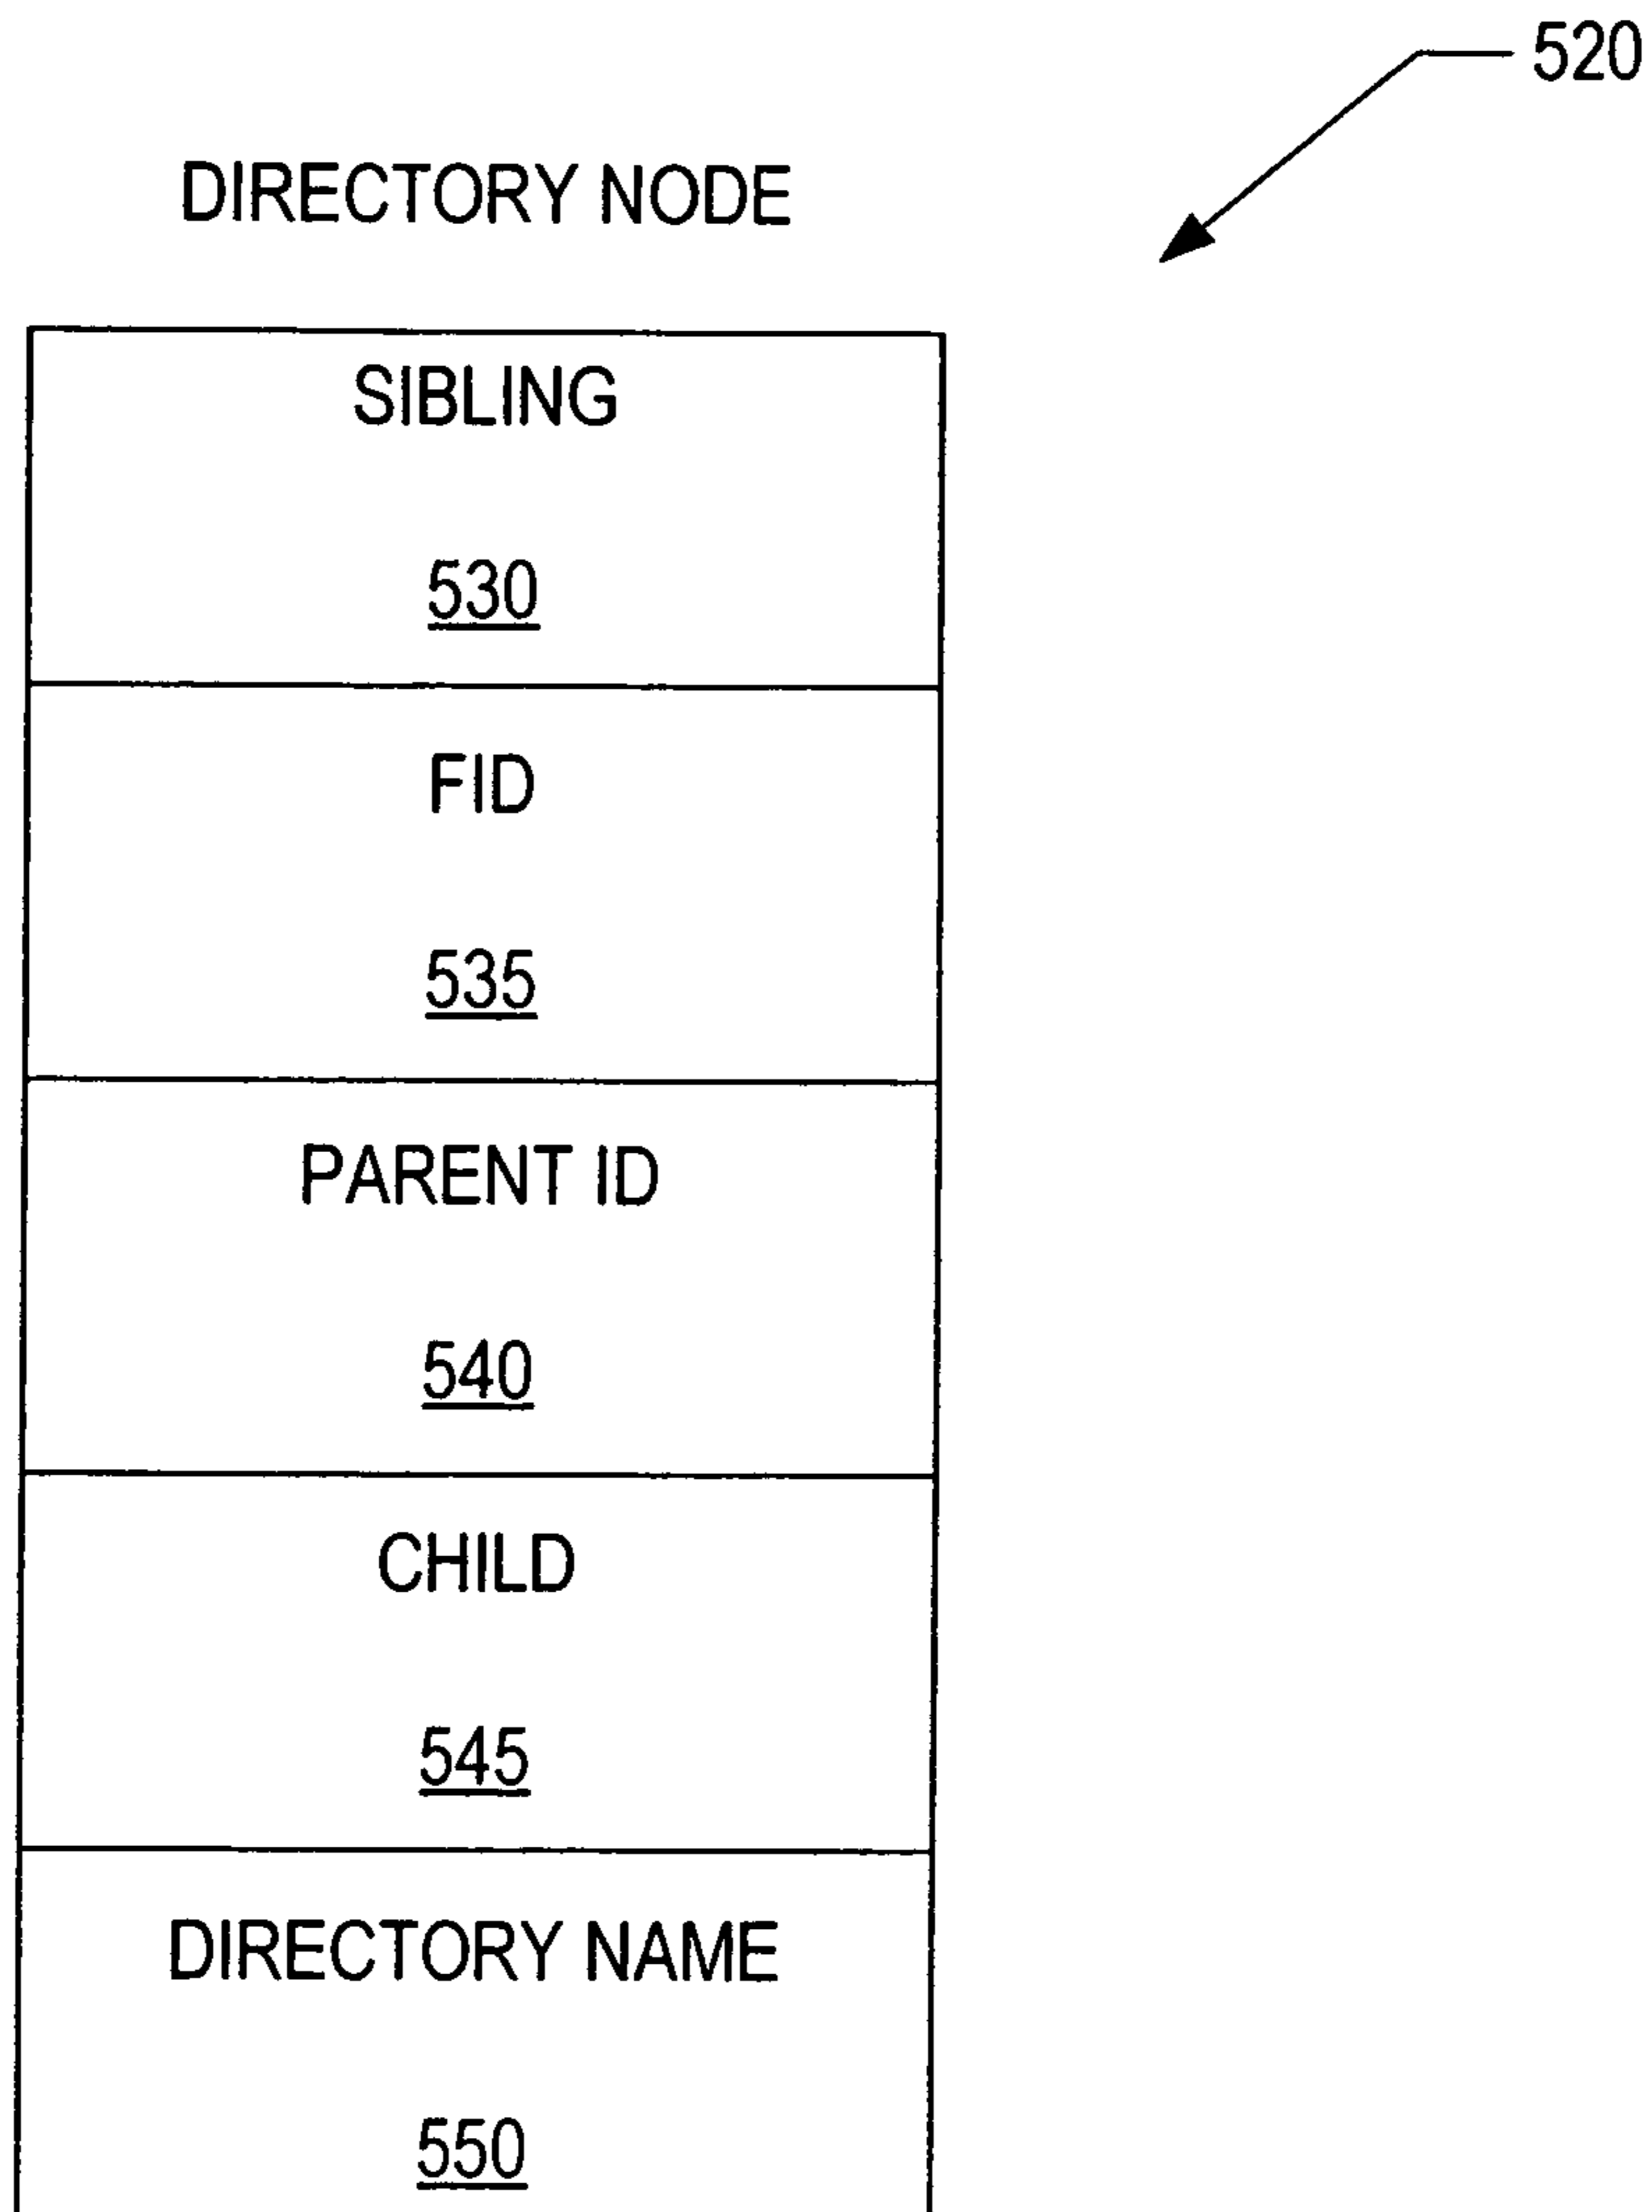 520
DIRECTORY NODE
SIBLING
530
FID
535
PARENT ID
540
CHILD
545
DIRECTORY NAME
550